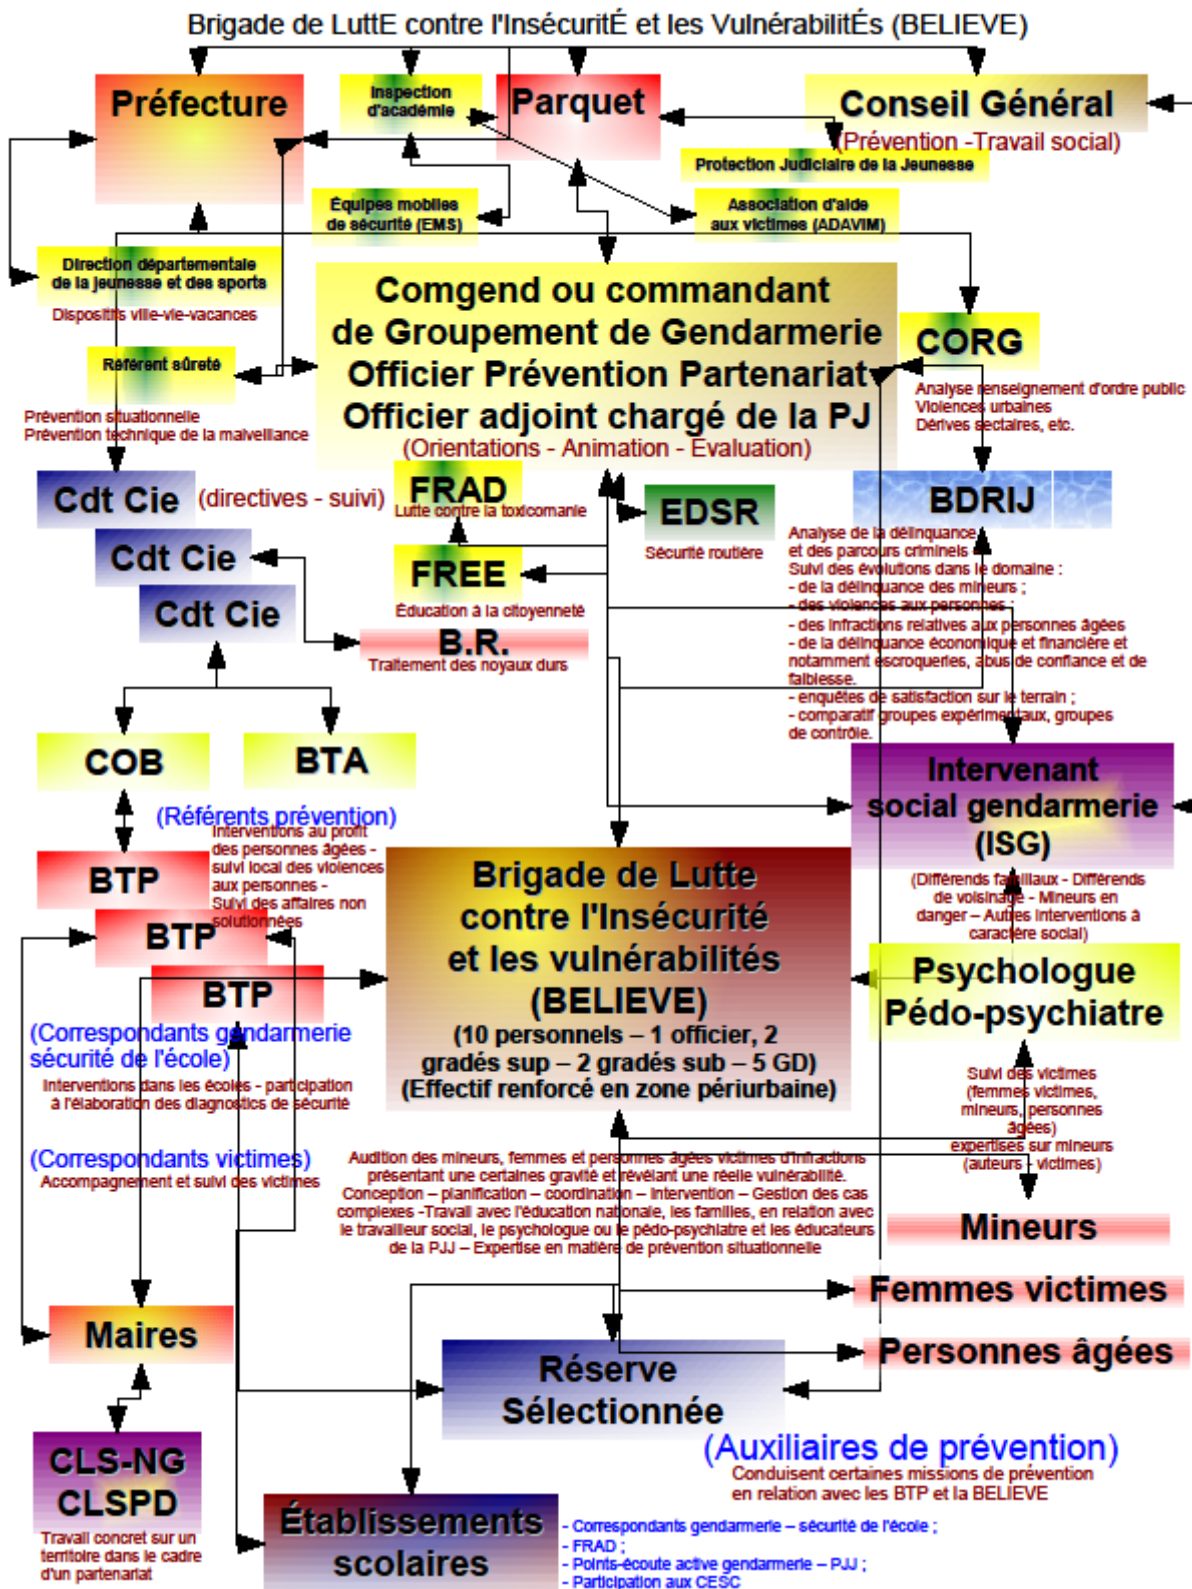 Brigade de LuttE contre l'InsécuritÉ et les VulnérabilitÉs (BELIEVE)
Préfecture
Inspection
d'académie
Parquet
Conseil Général
(Prévention -Travail social)
Protection Judiciaire de la Jeunesse
Équipes mobiles
de sécurité (EMS)
Association d'aide
aux victimes (ADAVIM)
Direction départementale
de la jeunesse et des sports
Dispositifs ville-vie-vacances
Comgend ou commandant
de Groupement de Gendarmerie
Officier Prévention Partenariat
Officier adjoint chargé de la PJ
(Orientations - Animation - Evaluation)
CORG
Analyse renseignement d'ordre public
Violences urbaines
Dérives sectaires, etc.
Référent sûreté
Prévention situationnelle
Prévention technique de la malveillance
Cdt Cie
(directives - suivi)
Cdt Cie
Cdt Cie
FRAD
Lutte contre la toxicomanie
FREE
Éducation à la citoyenneté
B.R.
Traitement des noyaux durs
EDSR
Sécurité routière
BDRIJ
Analyse de la délinquance
et des parcours criminels
Suivi des évolutions dans le domaine :
- de la délinquance des mineurs ;
- des violences aux personnes ;
- des infractions relatives aux personnes âgées
- de la délinquance économique et financière et
notamment escroqueries, abus de confiance et de
faiblesse.
- enquêtes de satisfaction sur le terrain ;
- comparatif groupes expérimentaux, groupes
de contrôle.
COB
BTA
(Référents prévention)
Interventions au profit
des personnes âgées -
suivi local des violences
aux personnes -
Suivi des affaires non
solutionnées
BTP
BTP
BTP
(Correspondants gendarmerie
sécurité de l'école)
Interventions dans les écoles - participation
à l'élaboration des diagnostics de sécurité
(Correspondants victimes)
Accompagnement et suivi des victimes
Intervenant
social gendarmerie
(ISG)
(Différends familiaux - Différends
de voisinage - Mineurs en
danger – Autres interventions à
caractère social)
Brigade de Lutte
contre l'Insécurité
et les vulnérabilités
(BELIEVE)
(10 personnels – 1 officier, 2
gradés sup – 2 gradés sub – 5 GD)
(Effectif renforcé en zone périurbaine)
Psychologue
Pédo-psychiatre
Suivi des victimes
(femmes victimes,
mineurs, personnes
âgées)
expertises sur mineurs
(auteurs - victimes)
Audition des mineurs, femmes et personnes âgées victimes d'infractions
présentant une certaines gravité et révélant une réelle vulnérabilité.
Conception – planification – coordination – Intervention – Gestion des cas
complexes -Travail avec l'éducation nationale, les familles, en relation avec
le travailleur social, le psychologue ou le pédo-psychiatre et les éducateurs
de la PJJ – Expertise en matière de prévention situationnelle
Mineurs
Femmes victimes
Personnes âgées
Maires
Réserve
Sélectionnée
(Auxiliaires de prévention)
Conduisent certaines missions de prévention
en relation avec les BTP et la BELIEVE
CLS-NG
CLSPD
Travail concret sur un
territoire dans le cadre
d'un partenariat
Établissements
scolaires
- Correspondants gendarmerie – sécurité de l'école ;
- FRAD ;
- Points-écoute active gendarmerie – PJJ ;
- Participation aux CESC